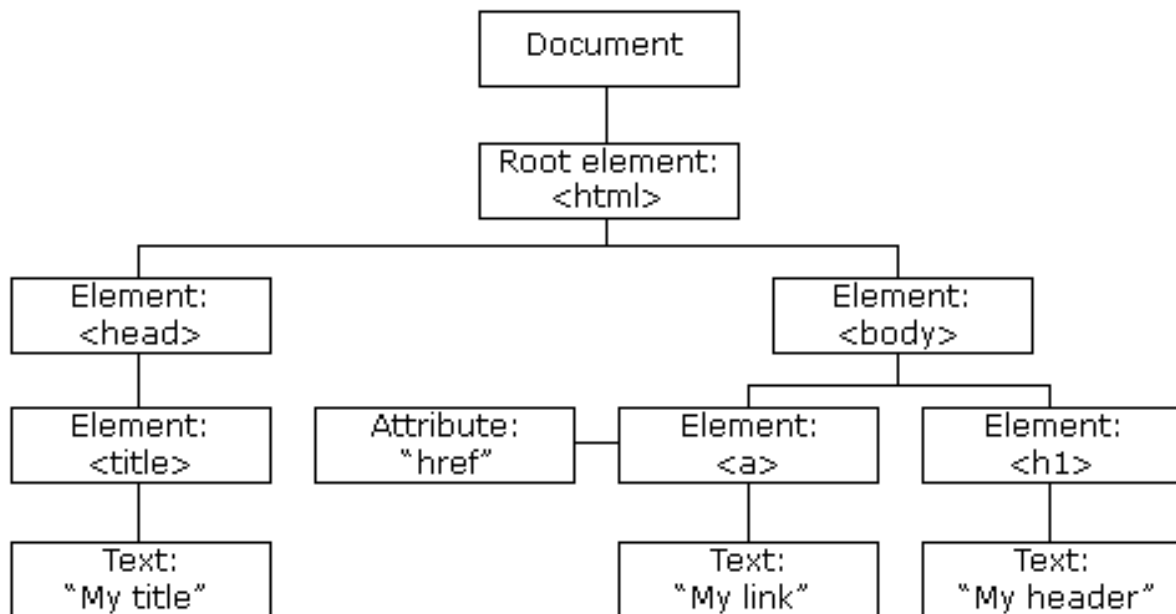 Document
Root element:
<html>
Element:
<head>
Element:
<body>
Element:
<title>
Attribute:
“href”
Element:
<a>
Element:
<h1>
Text:
“My title”
Text:
“My link”
Text:
“My header”